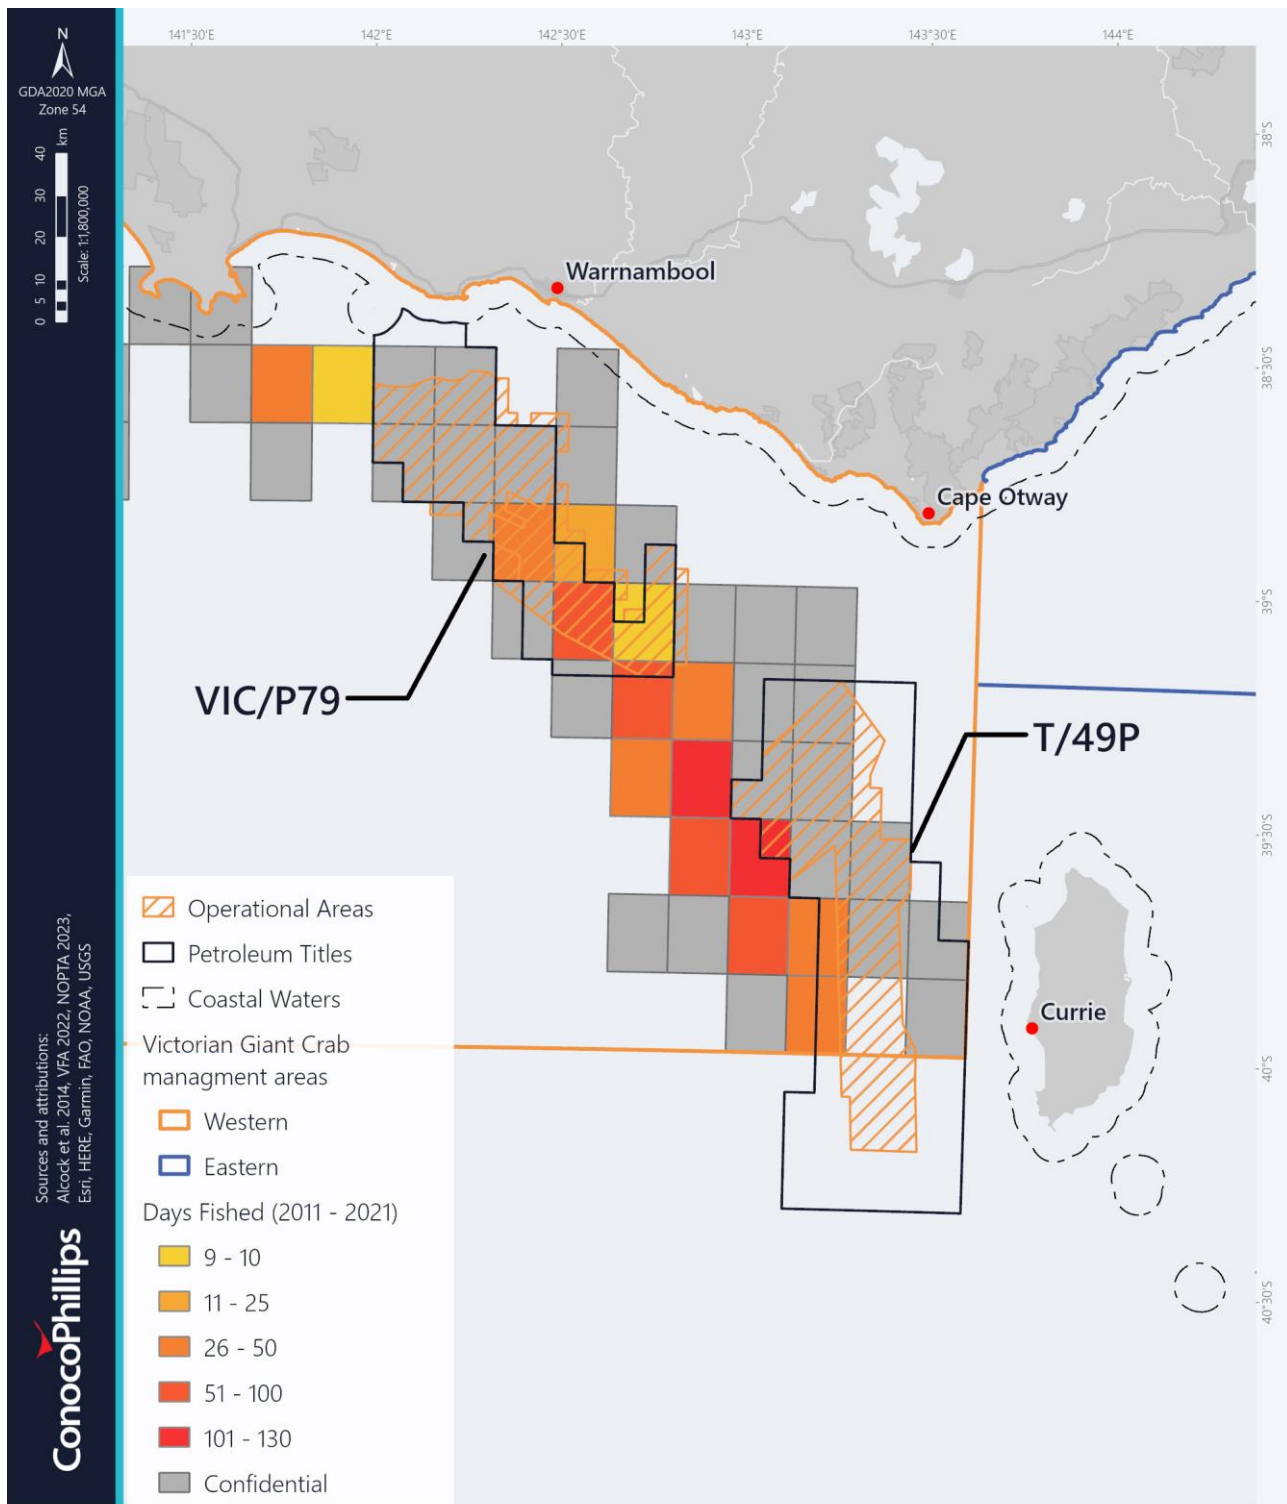 141°30'E
142°E
142°30'E
143°E
143°30'E
144°E
N
GDA2020 MGA
Zone 54
0 5 10 20 30 40
km
Scale: 1:1,800,000
38°S
38°30'S
39°S
39°30'S
40°S
40°30'S
Warrnambool
Cape Otway
VIC/P79
T/49P
Currie
Operational Areas
Petroleum Titles
Coastal Waters
Victorian Giant Crab
managment areas
Western
Eastern
Days Fished (2011 - 2021)
9 - 10
11 - 25
26 - 50
51 - 100
101 - 130
Confidential
Sources and attributions:
Alcock et al. 2014, VFA 2022, NOPTA 2023,
Esri, HERE, Garmin, FAO, NOAA, USGS
ConocoPhillips